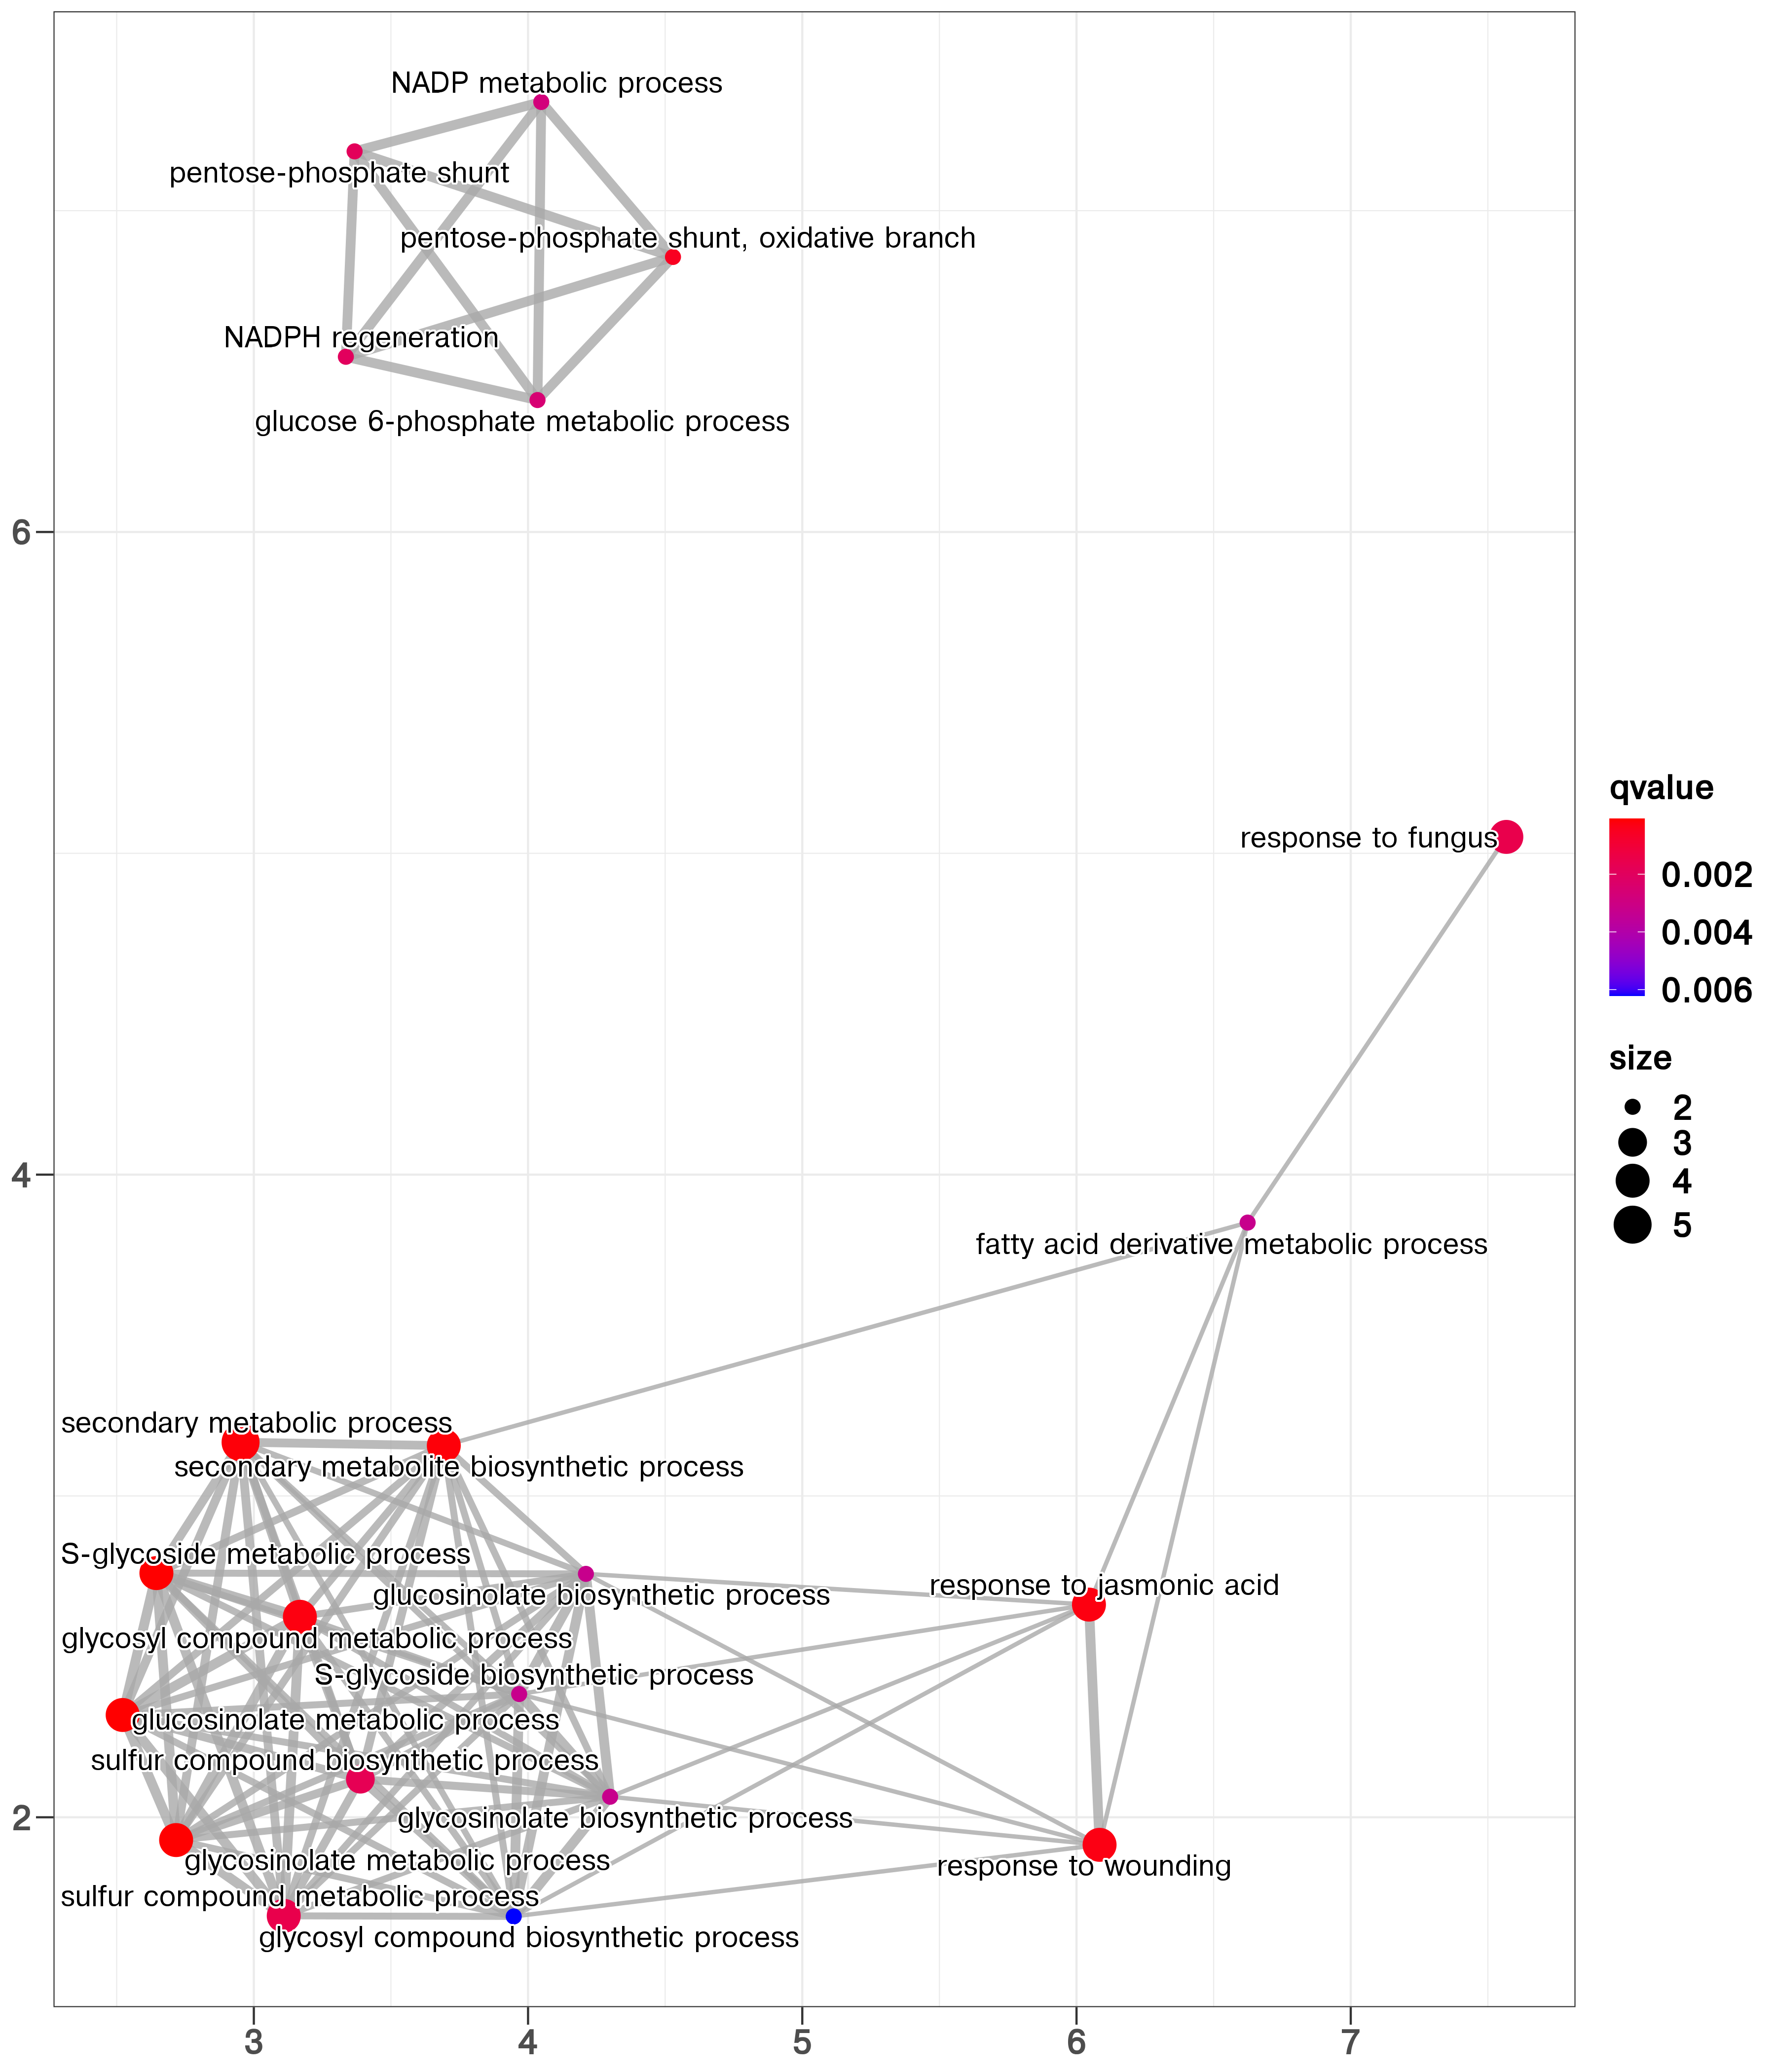 NADP metabolic process
pentose-phosphate shunt
pentose-phosphate shunt, oxidative branch
NADPH regeneration
glucose 6-phosphate metabolic process
6
response to fungus
qvalue
0.002
0.004
0.006
size
2
3
4
5
4
fatty acid derivative metabolic process
secondary metabolic process
secondary metabolite biosynthetic process
S-glycoside metabolic process
response to jasmonic acid
glucosinolate biosynthetic process
glycosyl compound metabolic process
S-glycoside biosynthetic process
glucosinolate metabolic process
sulfur compound biosynthetic process
2
glycosinolate biosynthetic process
glycosinolate metabolic process
response to wounding
sulfur compound metabolic process
glycosyl compound biosynthetic process
3
4
5
6
7